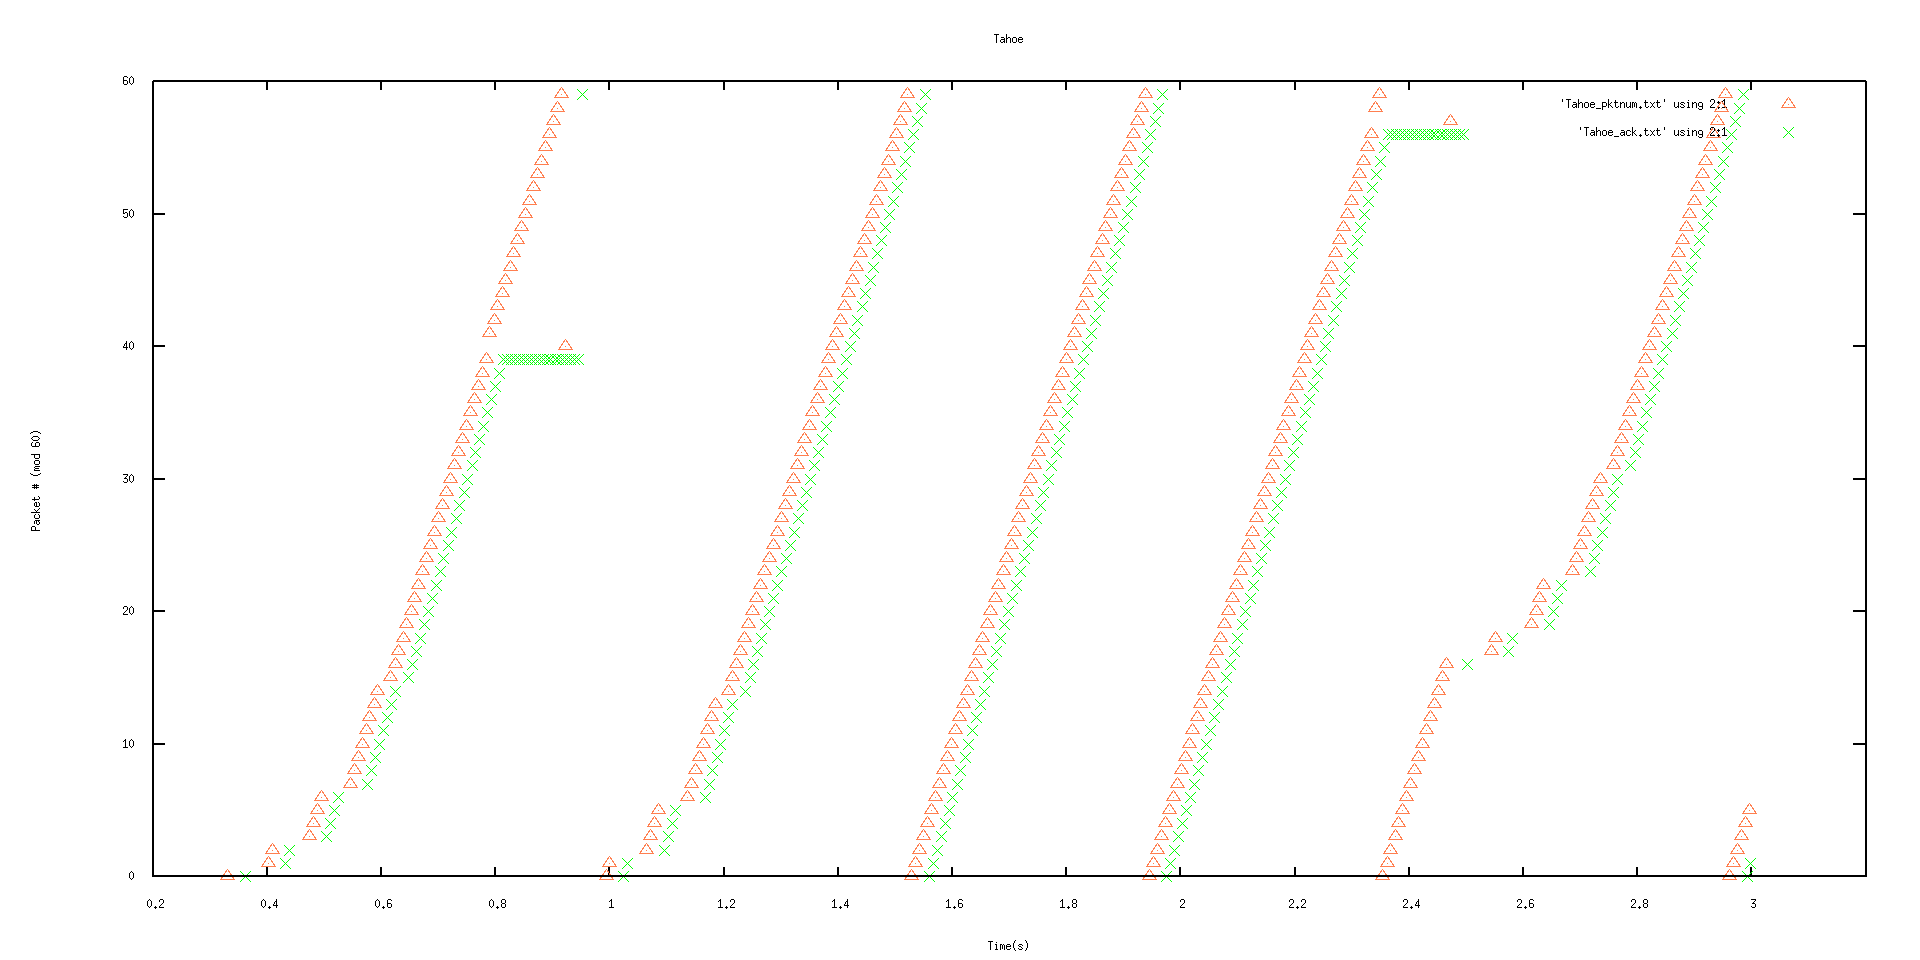 Tahoe
60
'Tahoe_pktnum.txt' using 2:1
'Tahoe_ack.txt' using 2:1
50
40
Packet # (mod 60)
30
20
10
0
0.2 0.4 0.6 0.8 1 1.2 1.4 1.6 1.8 2 2.2 2.4 2.6 2.8 3
Time(s)